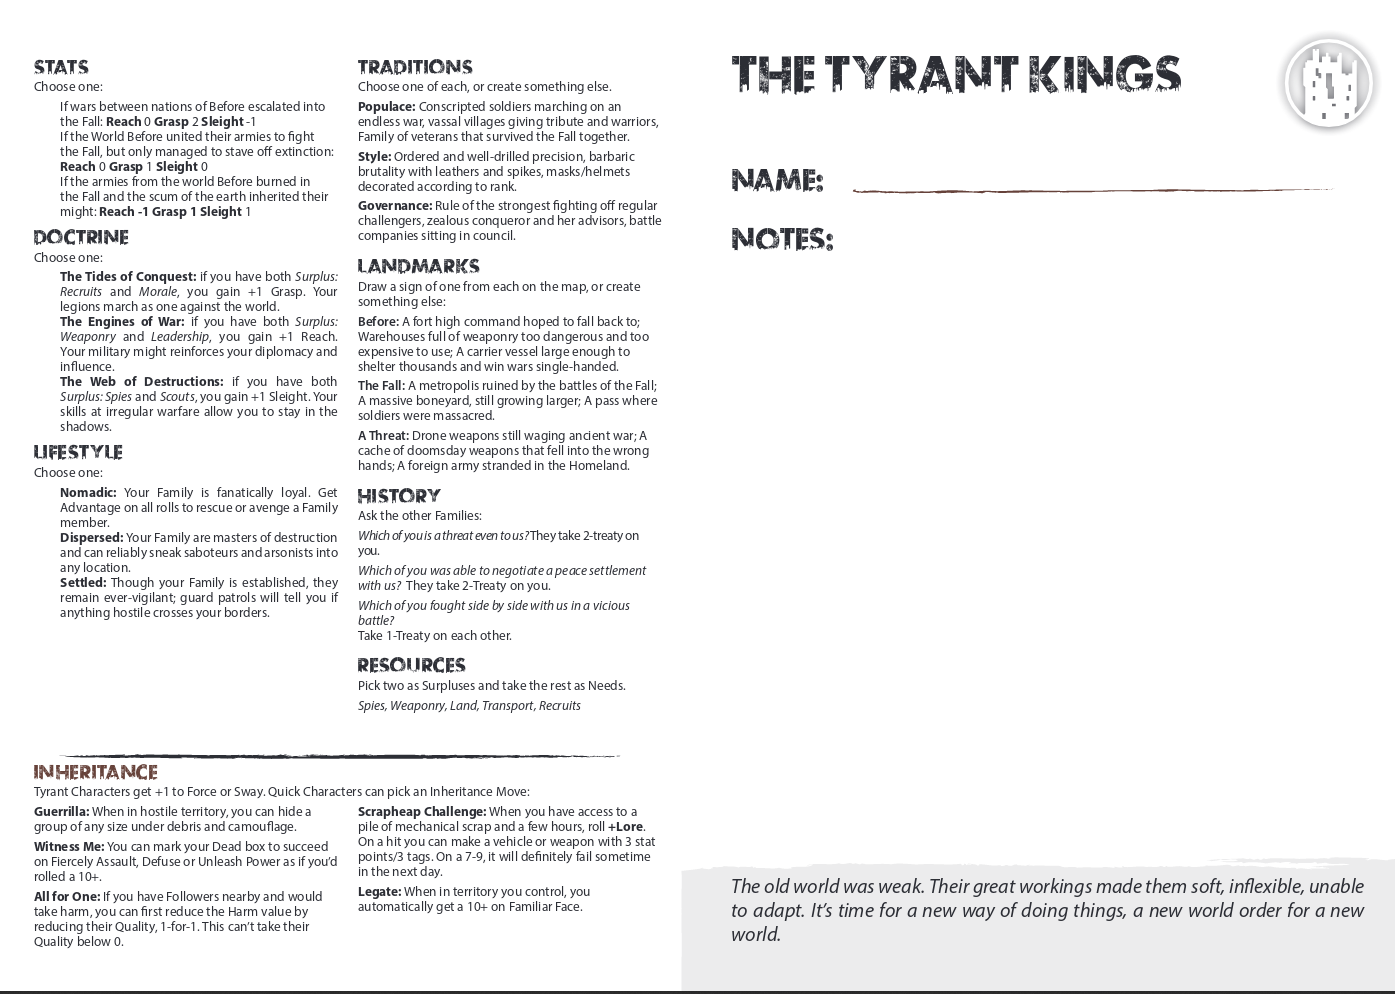 STATS
Choose one:
If wars between nations of Before escalated into
the Fall: Reach 0 Grasp 2 Sleight -1
If the World Before united their armies to fight
the Fall, but only managed to stave off extinction:
Reach 0 Grasp 1 Sleight 0
If the armies from the world Before burned in
the Fall and the scum of the earth inherited their
might: Reach -1 Grasp 1 Sleight 1
DOCTRINE
Choose one:
The Tides of Conquest: if you have both Surplus:
Recruits and Morale, you gain +1 Grasp. Your
legions march as one against the world.
The Engines of War: if you have both Surplus:
Weaponry and Leadership, you gain +1 Reach.
Your military might reinforces your diplomacy and
influence.
The Web of Destructions: if you have both
Surplus: Spies and Scouts, you gain +1 Sleight. Your
skills at irregular warfare allow you to stay in the
shadows.
LIFESTYLE
Choose one:
Nomadic: Your Family is fanatically loyal. Get
Advantage on all rolls to rescue or avenge a Family
member.
Dispersed: Your Family are masters of destruction
and can reliably sneak saboteurs and arsonists into
any location.
Settled: Though your Family is established, they
remain ever-vigilant; guard patrols will tell you if
anything hostile crosses your borders.
TRADITIONS
Choose one of each, or create something else.
Populace: Conscripted soldiers marching on an
endless war, vassal villages giving tribute and warriors,
Family of veterans that survived the Fall together.
Style: Ordered and well-drilled precision, barbaric
brutality with leathers and spikes, masks/helmets
decorated according to rank.
Governance: Rule of the strongest fighting off regular
challengers, zealous conqueror and her advisors, battle
companies sitting in council.
LANDMARKS
Draw a sign of one from each on the map, or create
something else:
Before: A fort high command hoped to fall back to;
Warehouses full of weaponry too dangerous and too
expensive to use; A carrier vessel large enough to
shelter thousands and win wars single-handed.
The Fall: A metropolis ruined by the battles of the Fall;
A massive boneyard, still growing larger; A pass where
soldiers were massacred.
A Threat: Drone weapons still waging ancient war; A
cache of doomsday weapons that fell into the wrong
hands; A foreign army stranded in the Homeland.
HISTORY
Ask the other Families:
Which of you is a threat even to us? They take 2-treaty on
you.
Which of you was able to negotiate a peace settlement
with us? They take 2-Treaty on you.
Which of you fought side by side with us in a vicious
battle?
Take 1-Treaty on each other.
RESOURCES
Pick two as Surpluses and take the rest as Needs.
Spies, Weaponry, Land, Transport, Recruits
INHERITANCE
Tyrant Characters get +1 to Force or Sway. Quick Characters can pick an Inheritance Move:
Guerrilla: When in hostile territory, you can hide a
group of any size under debris and camouflage.
Witness Me: You can mark your Dead box to succeed
on Fiercely Assault, Defuse or Unleash Power as if you'd
rolled a 10+.
All for One: If you have Followers nearby and would
take harm, you can first reduce the Harm value by
reducing their Quality, 1-for-1. This can't take their
Quality below 0.
Scrapheap Challenge: When you have access to a
pile of mechanical scrap and a few hours, roll +Lore.
On a hit you can make a vehicle or weapon with 3 stat
points/3 tags. On a 7-9, it will definitely fail sometime
in the next day.
Legate: When in territory you control, you
automatically get a 10+ on Familiar Face.
THE TYRANT KINGS
NAME:
NOTES:
The old world was weak. Their great workings made them soft, inflexible, unable
to adapt. It's time for a new way of doing things, a new world order for a new
world.